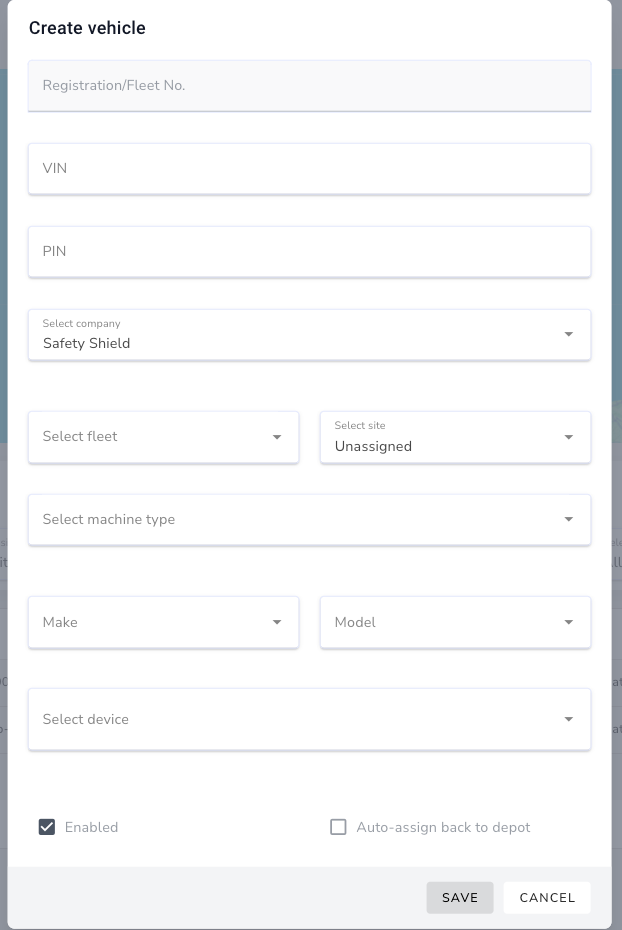 Create vehicle
Registration/Fleet No.
VIN
PIN
Select company
Safety Shield
Select fleet
Select site
Unassigned
Select machine type
Make
Model
Select device
Enabled
Auto-assign back to depot
SAVE
CANCEL